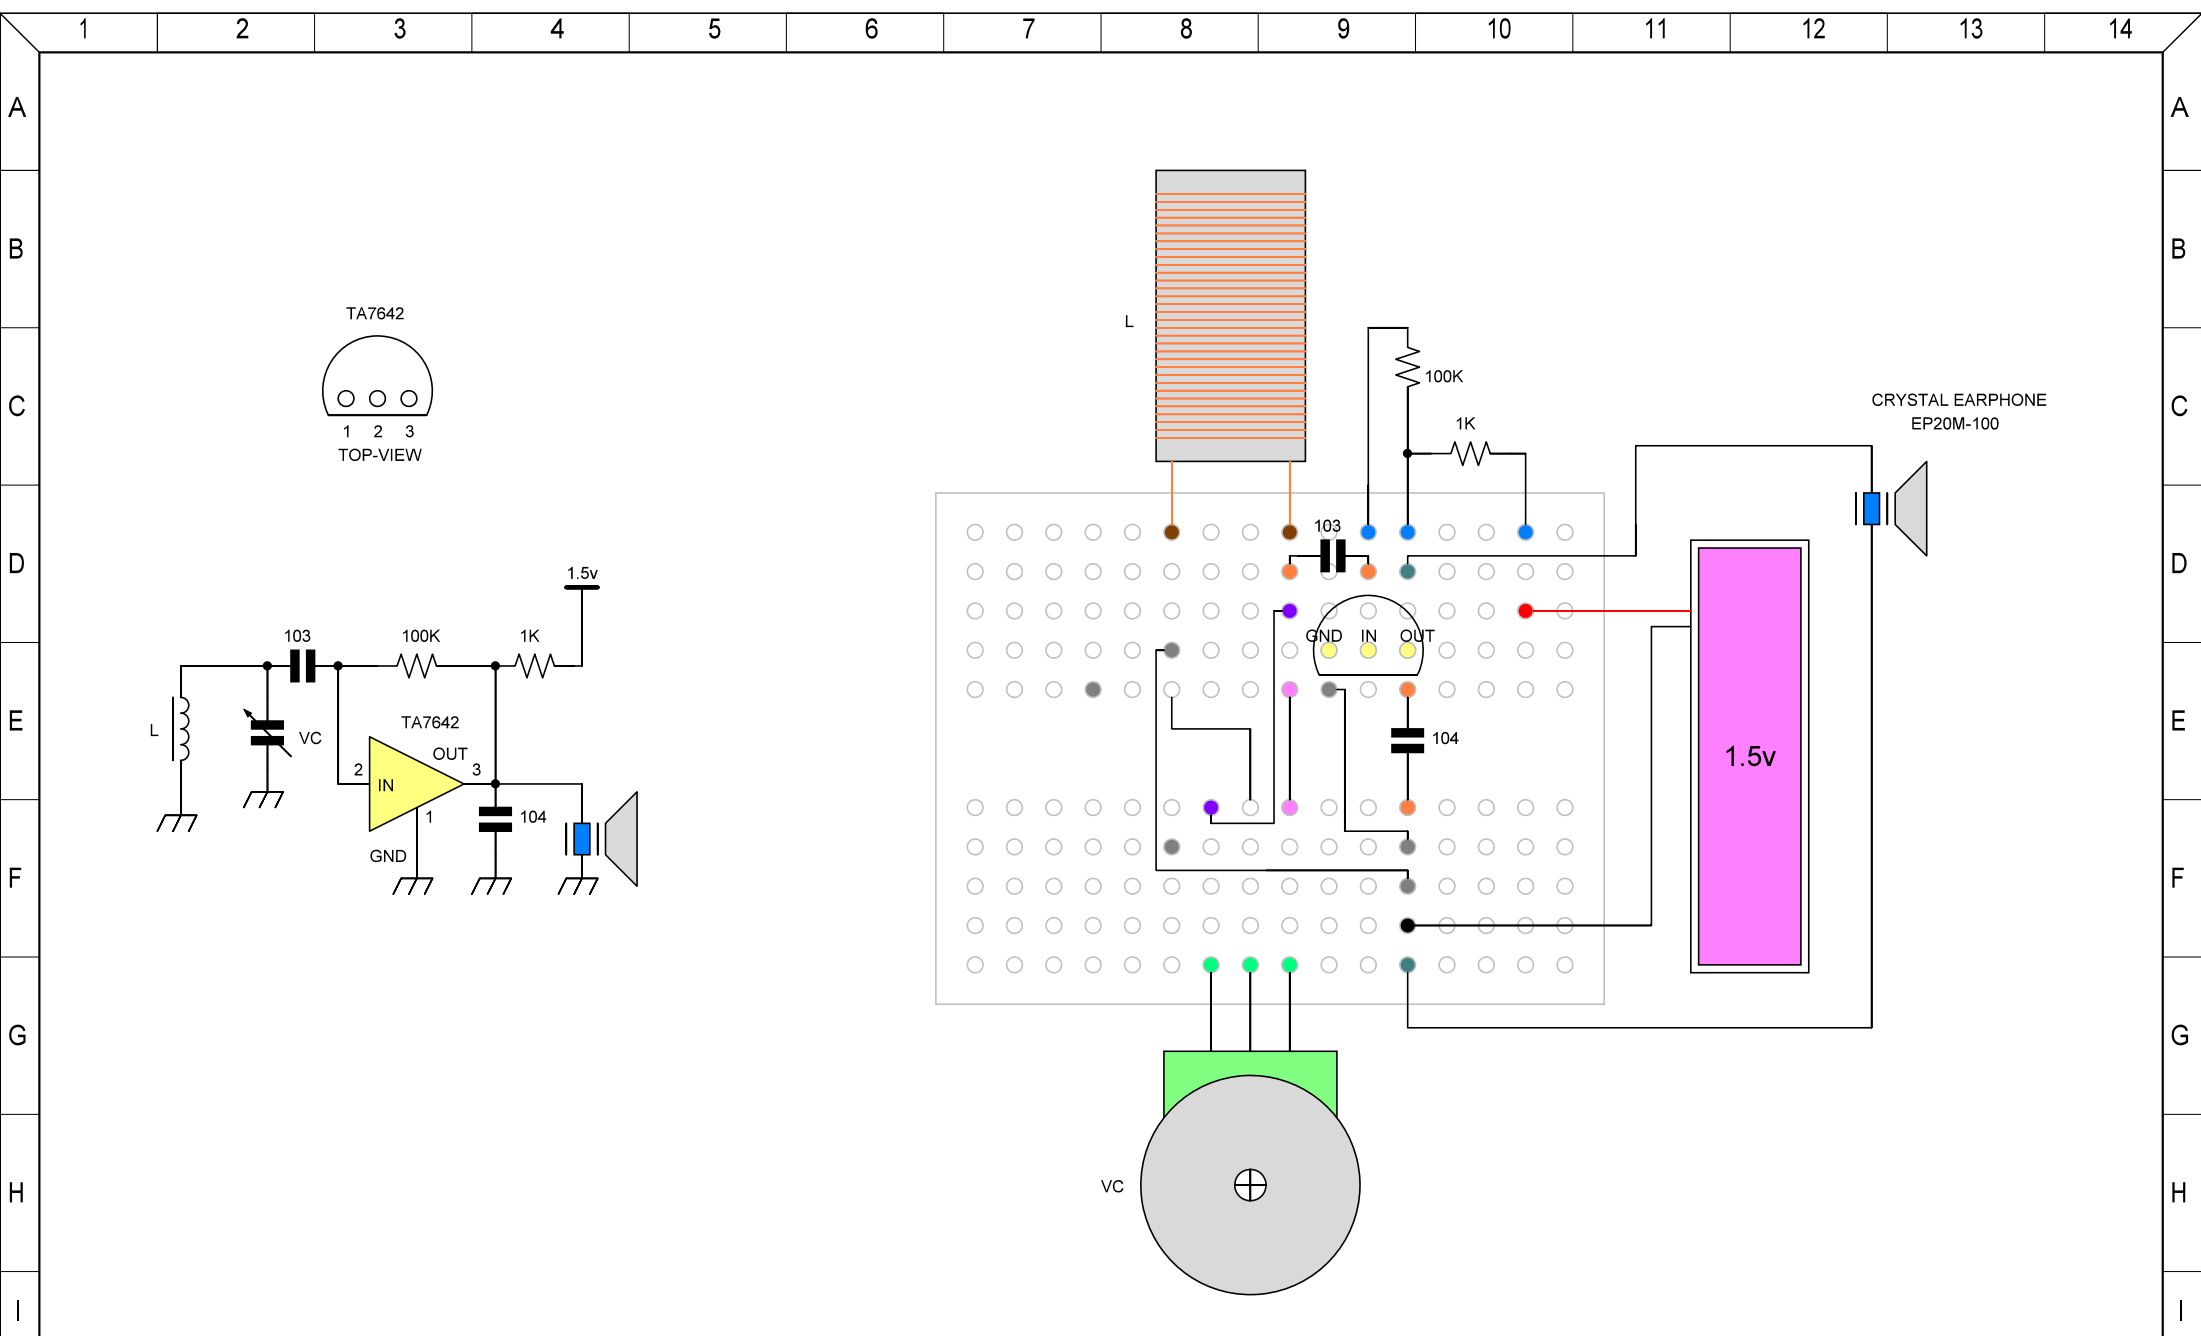 1 2 3 4 5 6 7 8 9 10 11 12 13 14
A A
B B
TA7642
L
C C
1 2 3
TOP-VIEW
100K
1K
CRYSTAL EARPHONE
EP20M-100
D D
103
1.5v
103 100K 1K
GND IN OUT
E E
L
VC
TA7642
OUT
2 IN 3
1
104
GND
104
1.5v
F F
G G
H H
VC
I I